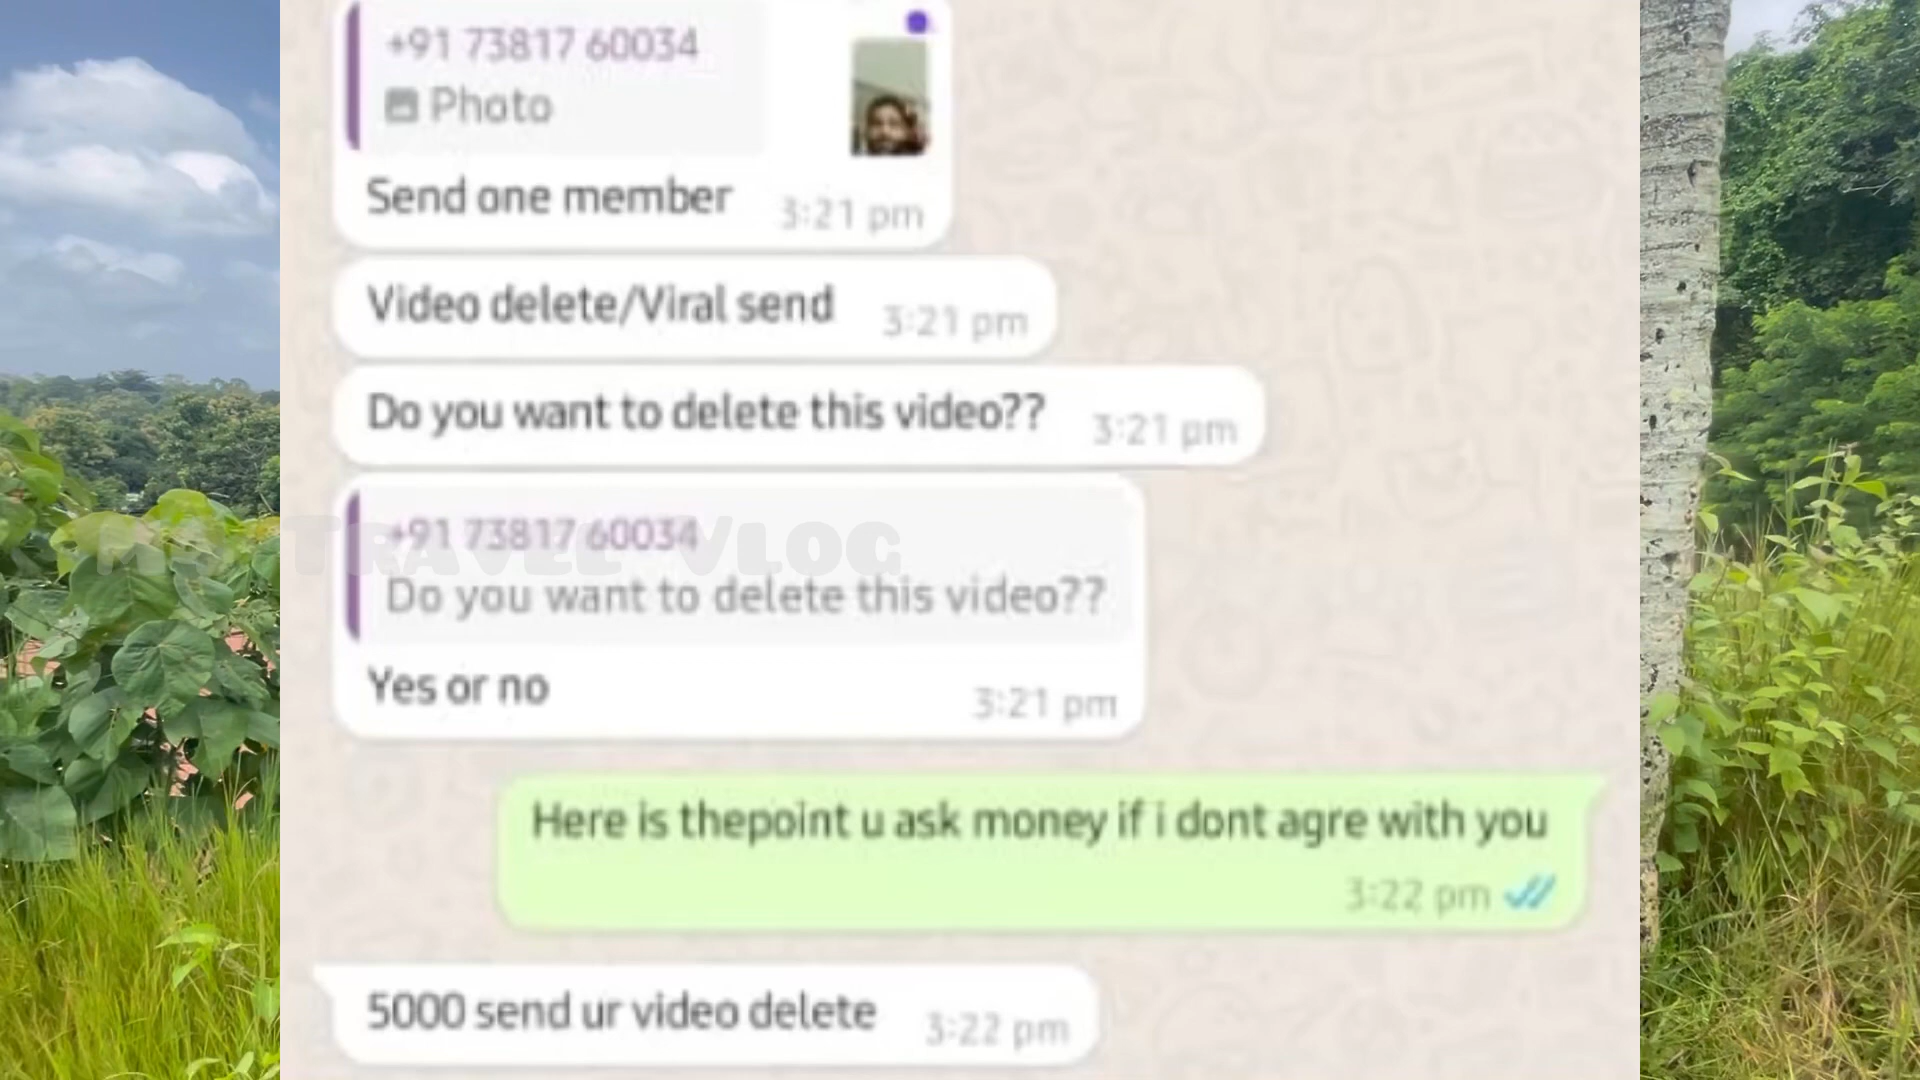 +91 73817 60034
Photo
Send one member 3:21 pm
Video delete/Viral send 3:21 pm
Do you want to delete this video?? 3:21 pm
+91 73817 60034
Travel Vlog
Do you want to delete this video??
Yes or no 3:21 pm
Here is thepoint u ask money if i dont agre with you
3:22 pm
5000 send ur video delete 3:22 pm